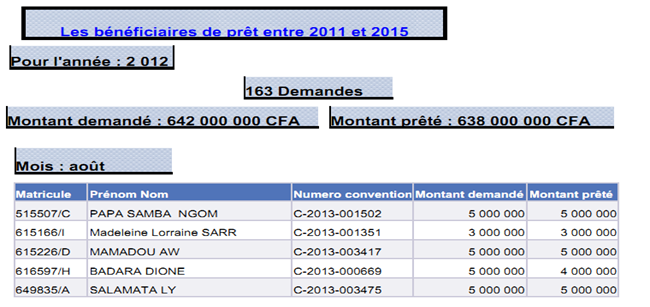 Les bénéficiaires de prêt entre 2011 et 2015
Pour l'année : 2 012
163 Demandes
Montant demandé : 642 000 000 CFA Montant prêté : 638 000 000 CFA
Mois : août
Matricule Prénom Nom Numero convention Montant demandé Montant prêté
515507/C PAPA SAMBA NGOM C-2013-001502 5 000 000 5 000 000
615166/I Madeleine Lorraine SARR C-2013-001351 3 000 000 3 000 000
615226/D MAMADOU AW C-2013-003417 5 000 000 5 000 000
616597/H BADARA DIONE C-2013-000669 5 000 000 4 000 000
649835/A SALAMATA LY C-2013-003475 5 000 000 5 000 000